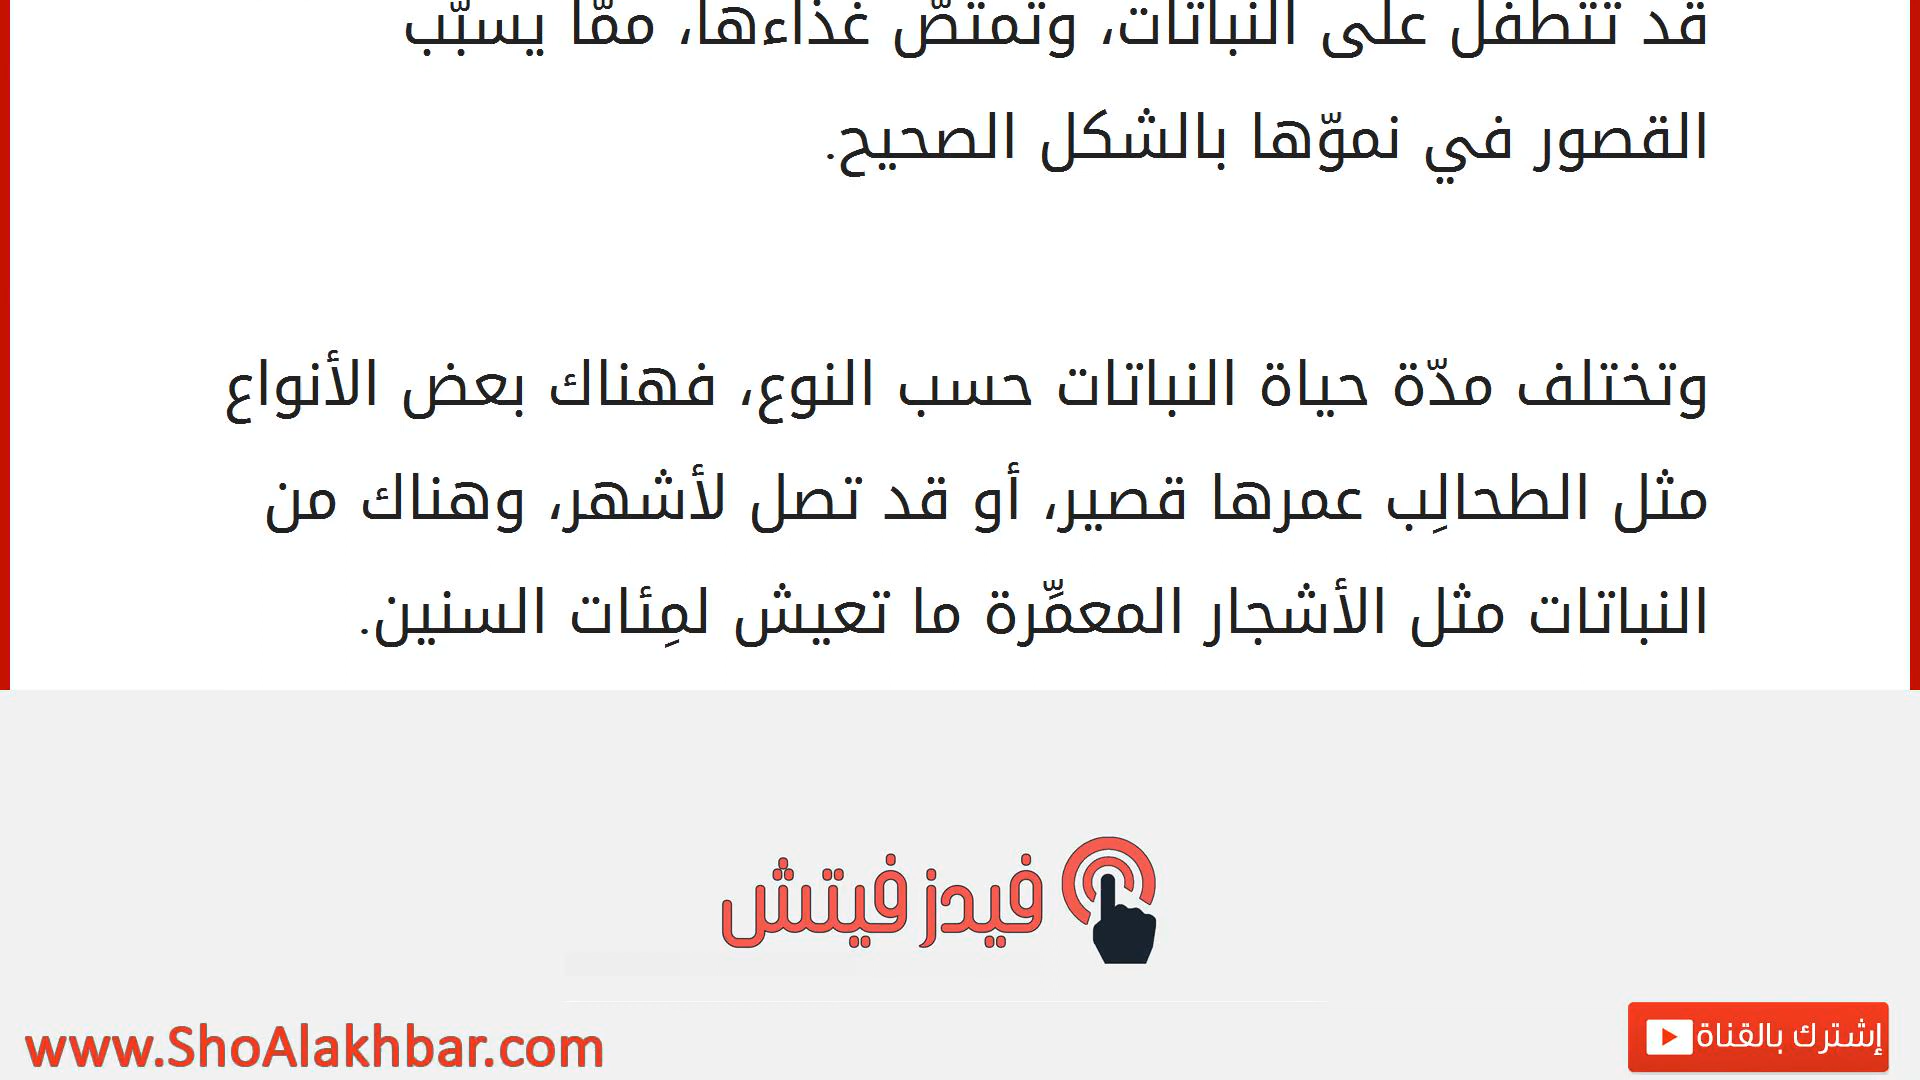 قد تتطفل على النباتات، وتمتصّ غذاءها، ممّا يسبّب
القصور في نموّها بالشكل الصحيح.
وتختلف مدّة حياة النباتات حسب النوع، فهناك بعض الأنواع
مثل الطحالِب عمرها قصير، أو قد تصل لأشهر، وهناك من
النباتات مثل الأشجار المعمِّرة ما تعيش لمِئات السنين.
فيدز فيتش
www.ShoAlakhbar.com
إشترك بالقناة